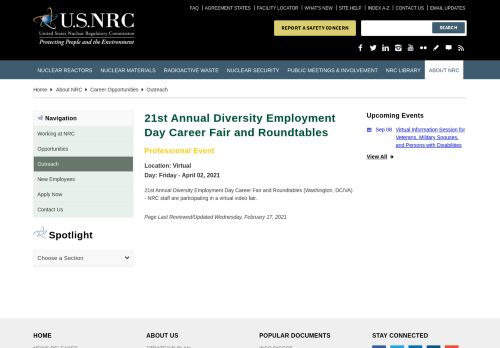 FAQ | AGREEMENT STATES | FACILITY LOCATOR | WHAT'S NEW | SITE HELP | INDEX A-Z | CONTACT US | EMAIL UPDATES
U.S.NRC
United States Nuclear Regulatory Commission
Protecting People and the Environment
REPORT A SAFETY CONCERN
SEARCH
NUCLEAR REACTORS
NUCLEAR MATERIALS
RADIOACTIVE WASTE
NUCLEAR SECURITY
PUBLIC MEETINGS & INVOLVEMENT
NRC LIBRARY
ABOUT NRC
Home
About NRC
Career Opportunities
Outreach
Navigation
Working at NRC
Opportunities
Outreach
New Employees
Apply Now
Contact Us
Spotlight
Choose a Section
21st Annual Diversity Employment
Day Career Fair and Roundtables
Professional Event
Location: Virtual
Day: Friday - April 02, 2021
21st Annual Diversity Employment Day Career Fair and Roundtables (Washington, DC/VA)
- NRC staff are participating in a virtual video fair.
Page Last Reviewed/Updated Wednesday, February 17, 2021
Upcoming Events
Sep 08
Virtual Information Session for
Veterans, Military Spouses,
and Persons with Disabilities
View All
HOME
ABOUT US
POPULAR DOCUMENTS
STAY CONNECTED